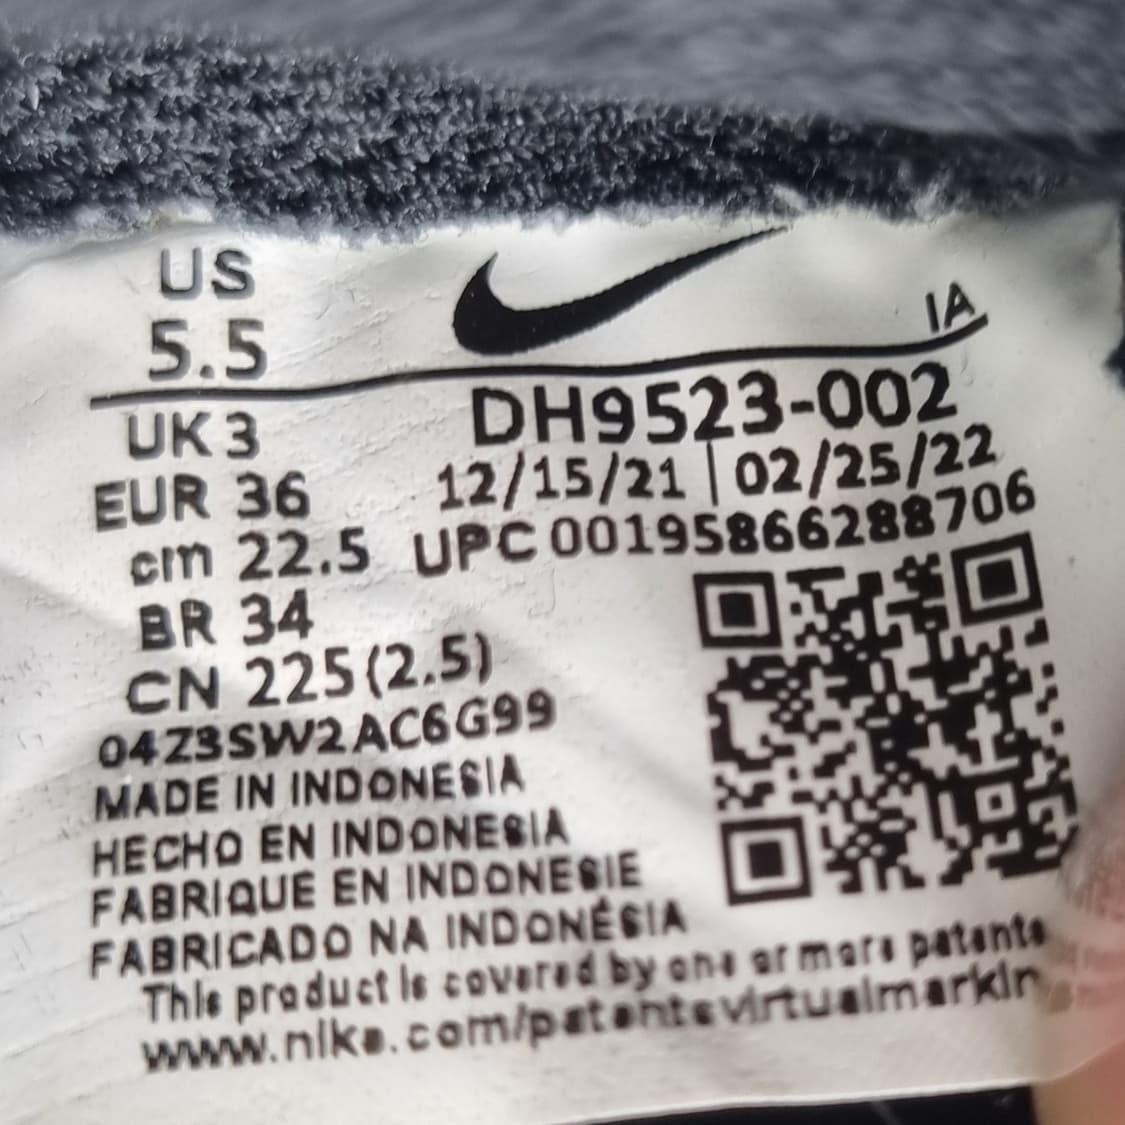 US
5.5
IA
UK 3
EUR 36
cm 22.5
BR 34
CN 225(2.5)
DH9523-002
12/15/21 | 02/25/22
UPC 00195866288706
04Z3SW2AC6G99
MADE IN INDONESIA
HECHO EN INDONESIA
FABRIQUE EN INDONESIE
FABRICADO NA INDONÉSIA
This product is covered by one or more patents
www.nike.com/patentsvirtualmarkin